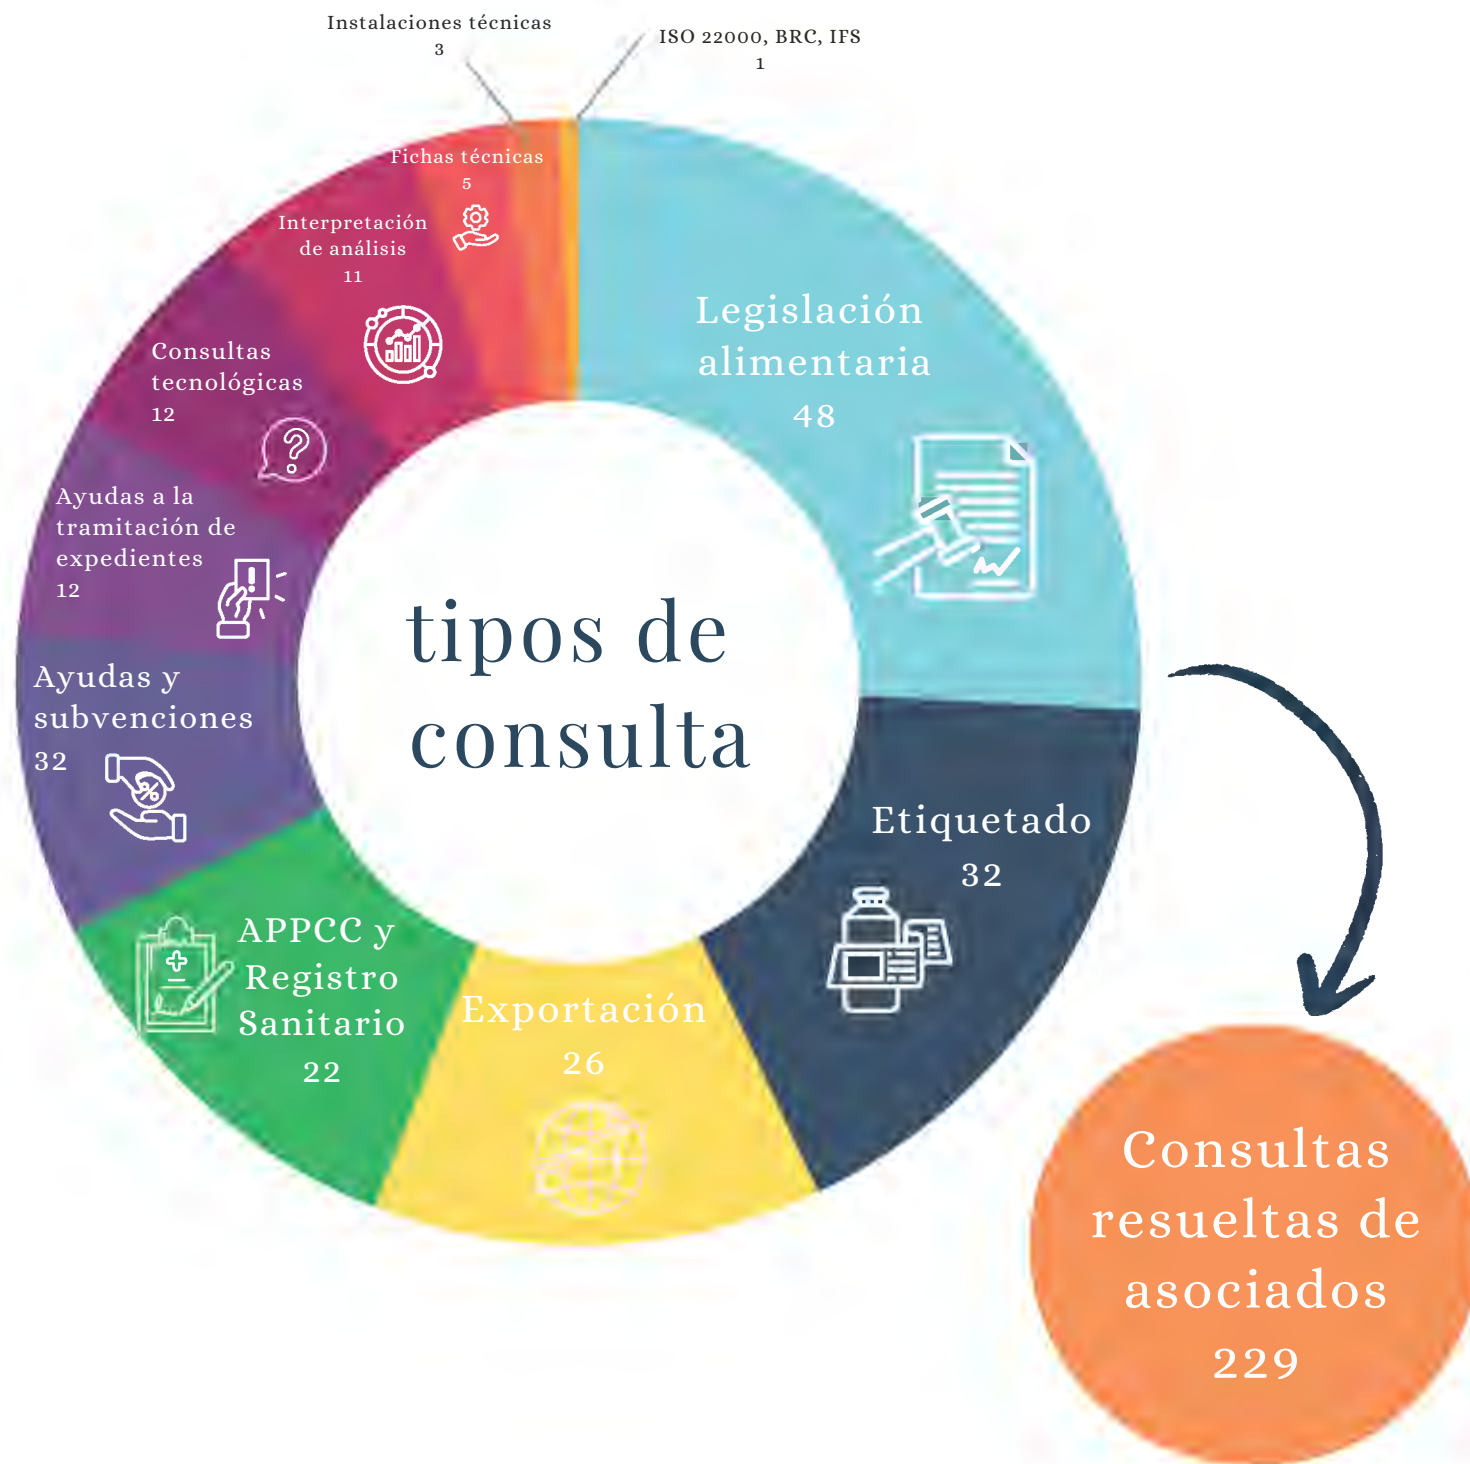 Instalaciones técnicas
3
ISO 22000, BRC, IFS
1
Fichas técnicas
5
Interpretación
de análisis
11
Consultas
tecnológicas
12
Ayudas a la
tramitación de
expedientes
12
Ayudas y
subvenciones
32
APPCC y
Registro
Sanitario
22
Exportación
26
Etiquetado
32
Legislación
alimentaria
48
tipos de
consulta
Consultas
resueltas de
asociados
229